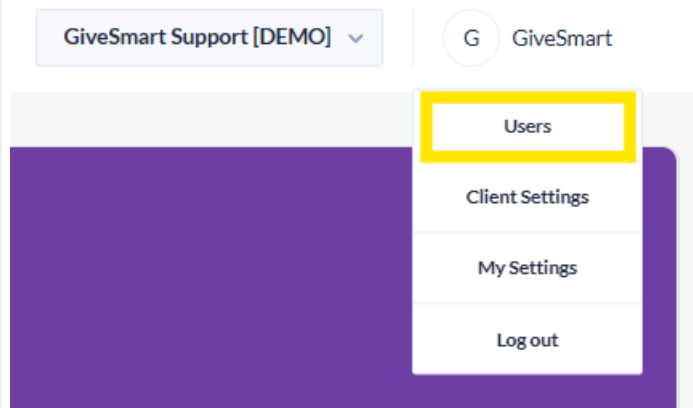 GiveSmart Support [DEMO]
G GiveSmart
Users
Client Settings
My Settings
Log out